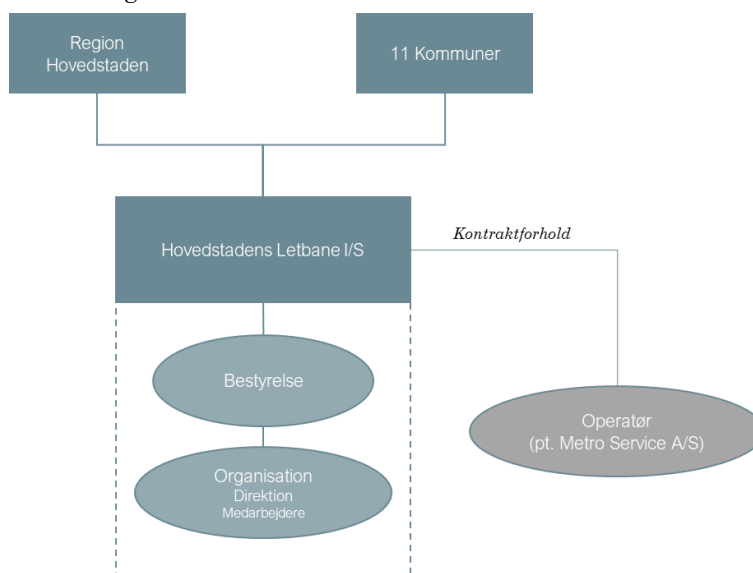 Region
Hovedstaden
11 Kommuner
Hovedstadens Letbane I/S
Kontraktforhold
Bestyrelse
Operatør
(pt. Metro Service A/S)
Organisation
Direktion
Medarbejdere